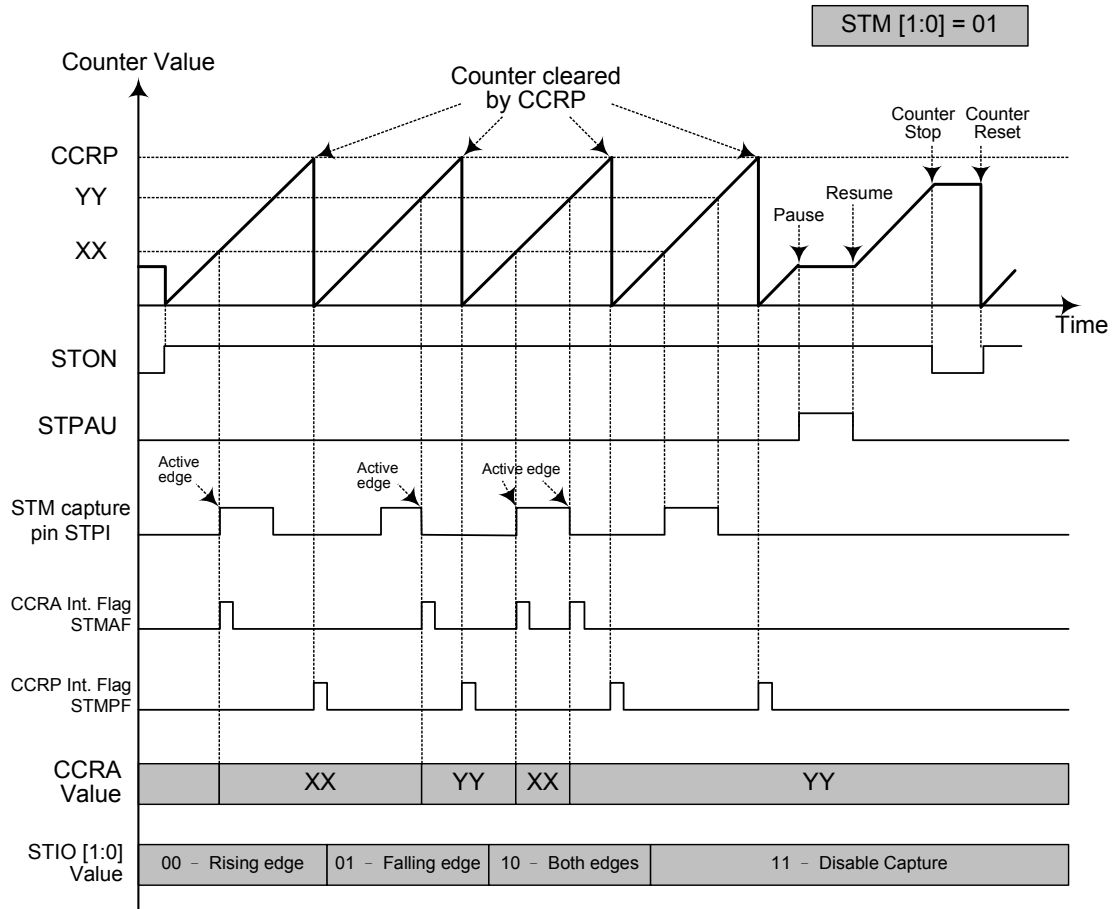 STM [1:0] = 01
Counter Value
Counter cleared
by CCRP
Counter
Stop
Counter
Reset
CCRP
YY
XX
Pause
Resume
Time
STON
STPAU
Active
edge
Active
edge
Active edge
STM capture
pin STPI
CCRA Int. Flag
STMAF
CCRP Int. Flag
STMPF
CCRA
Value
XX
YY
XX
YY
STIO [1:0]
Value
00 – Rising edge
01 – Falling edge
10 – Both edges
11 – Disable Capture